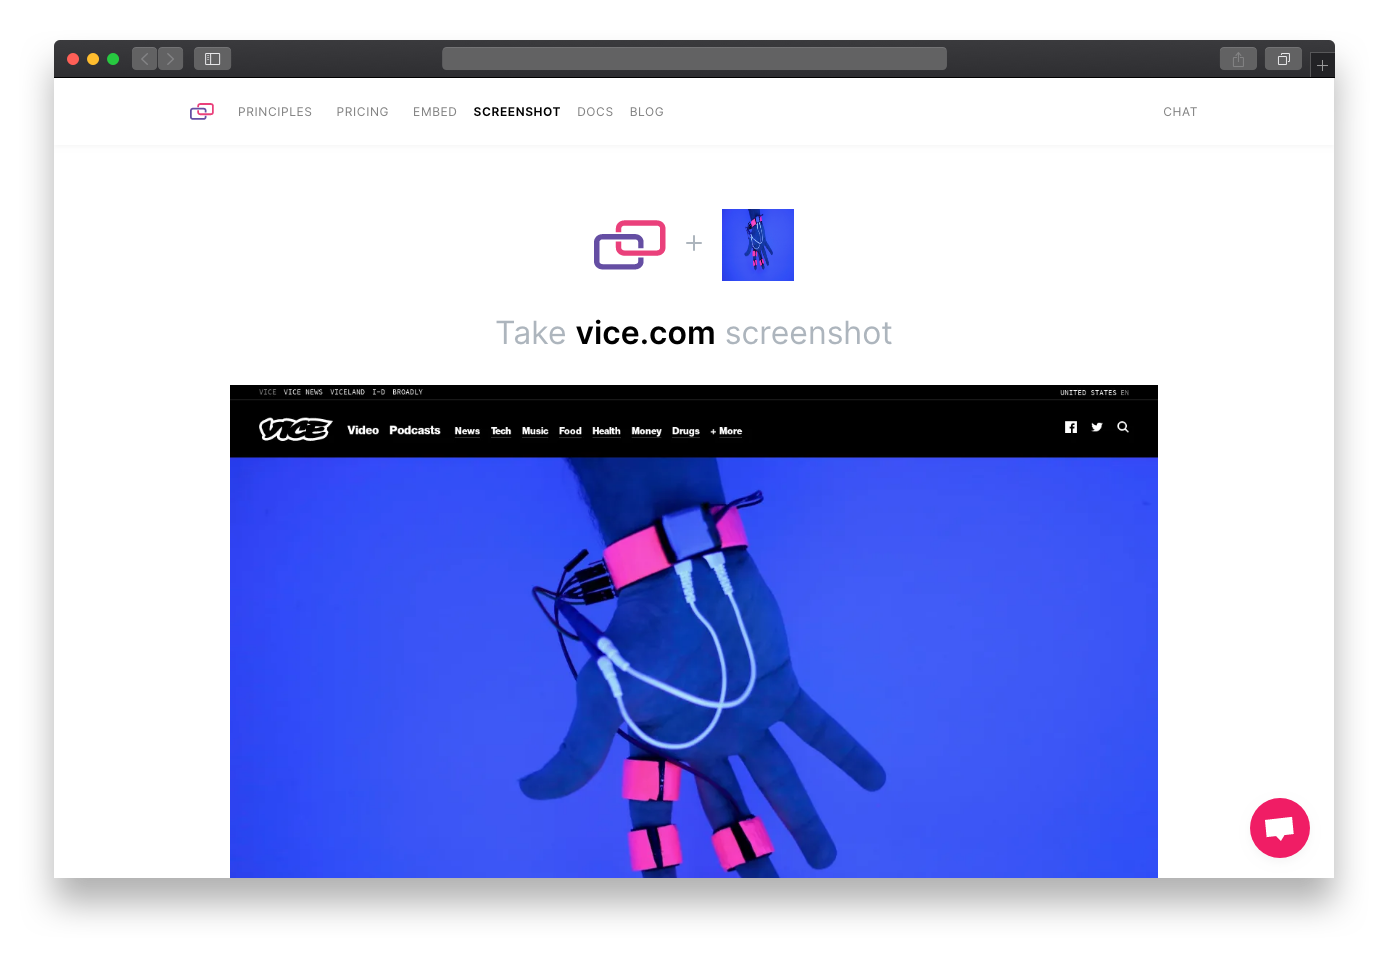 PRINCIPLES PRICING EMBED SCREENSHOT DOCS BLOG CHAT
Take vice.com screenshot
VICE VICE NEWS VICELAND I-D BROADLY UNITED STATES EN
VICE Video Podcasts News Tech Music Food Health Money Drugs + More